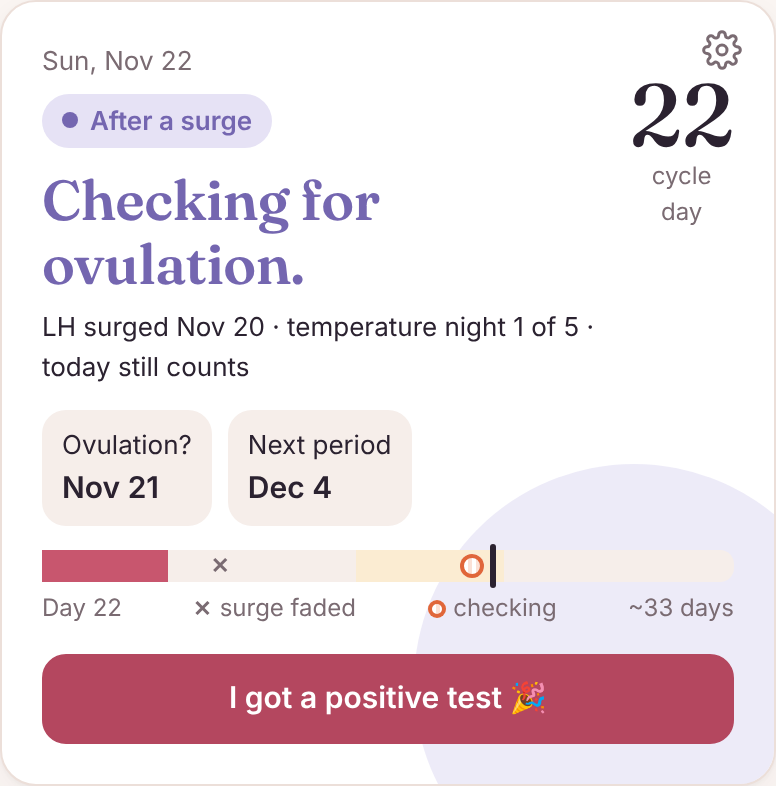 Sun, Nov 22
After a surge
22
cycle
day
Checking for
ovulation.
LH surged Nov 20 · temperature night 1 of 5 ·
today still counts
Ovulation?
Nov 21
Next period
Dec 4
×
Day 22
× surge faded
checking
~33 days
I got a positive test 🎉